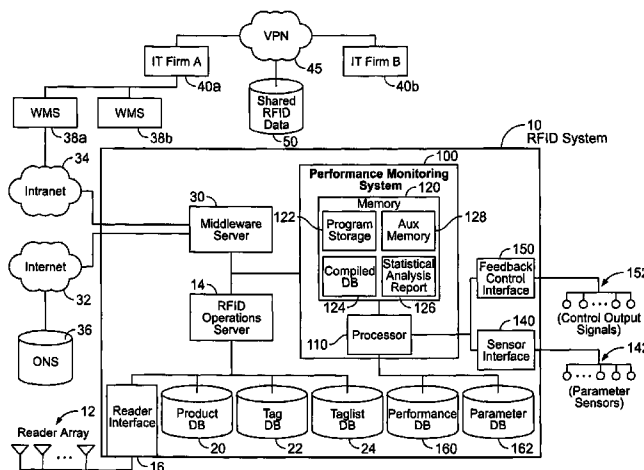 VPN
IT Firm A
IT Firm B
40a
45
40b
WMS
WMS
Shared
RFID
Data
38a
38b
50
10
RFiD System
34
100
Performance Monitoring
System
120
Intranet
30
Memory
122
Program
Storage
Aux
Memory
128
Middleware
Server
150
Internet
Compiled
DB
Statistical
Analysis
Report
Feedback
Control
Interface
152
14
32
124
126
(Control Output
Signals)
36
RFiD
Operations
Server
140
110
Processor
Sensor
Interface
142
ONS
(Parameter
Sensors)
12
Reader Array
Reader
Interface
Product
DB
Tag
DB
Taglist
DB
Performance
DB
Parameter
DB
16
20
22
24
160
162